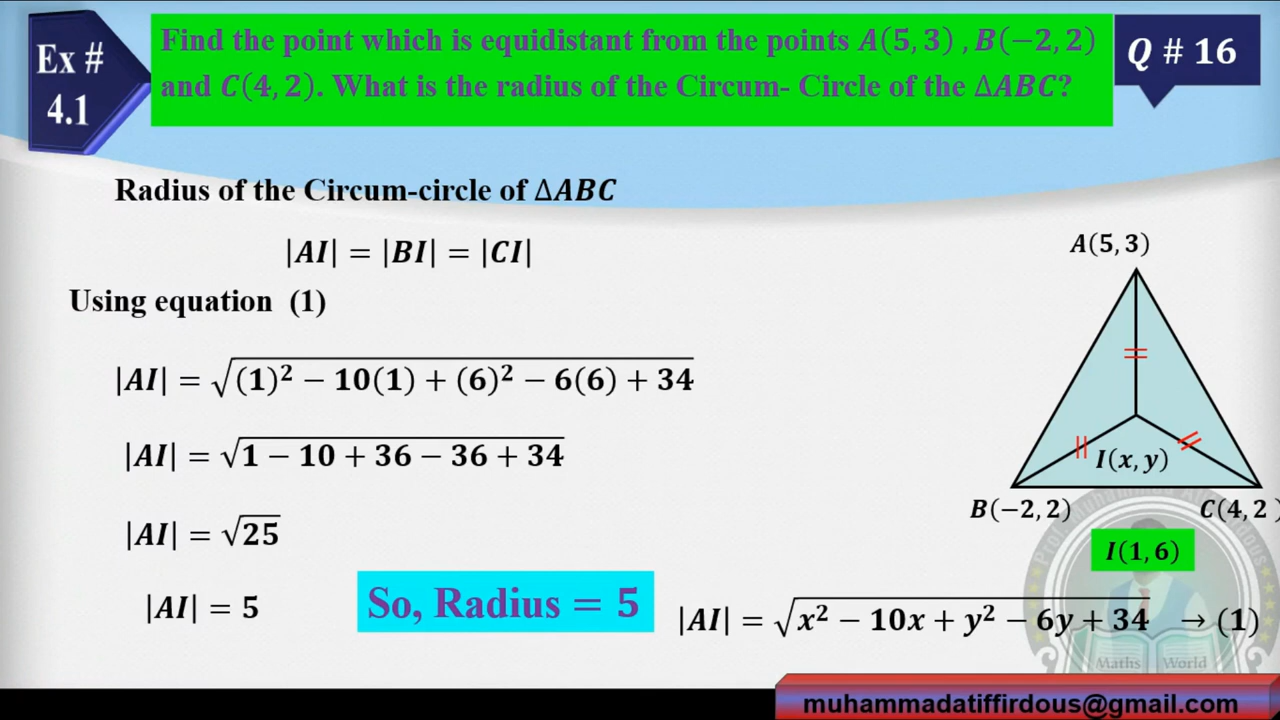 Ex #
4.1
Find the point which is equidistant from the points A(5, 3) , B(−2, 2)
and C(4, 2). What is the radius of the Circum- Circle of the ΔABC?
Q # 16
Radius of the Circum-circle of ΔABC
|AI| = |BI| = |CI|
Using equation (1)
|AI| = √(1)² − 10(1) + (6)² − 6(6) + 34
|AI| = √1 − 10 + 36 − 36 + 34
|AI| = √25
|AI| = 5
So, Radius = 5
A(5, 3)
I(x, y)
B(−2, 2)
C(4, 2)
I(1, 6)
|AI| = √x² − 10x + y² − 6y + 34 → (1)
Maths World
muhammadatiffirdous@gmail.com